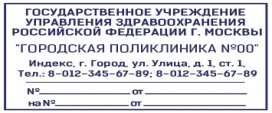 ГОСУДАРСТВЕННОЕ УЧРЕЖДЕНИЕ
УПРАВЛЕНИЯ ЗДРАВООХРАНЕНИЯ
РОССИЙСКОЙ ФЕДЕРАЦИИ Г. МОСКВЫ
"ГОРОДСКАЯ ПОЛИКЛИНИКА №00"
Индекс, г. Город, ул. Улица, д. 1, ст. 1,
Тел.: 8-012-345-67-89; 8-012-345-67-89
№ от
на № от